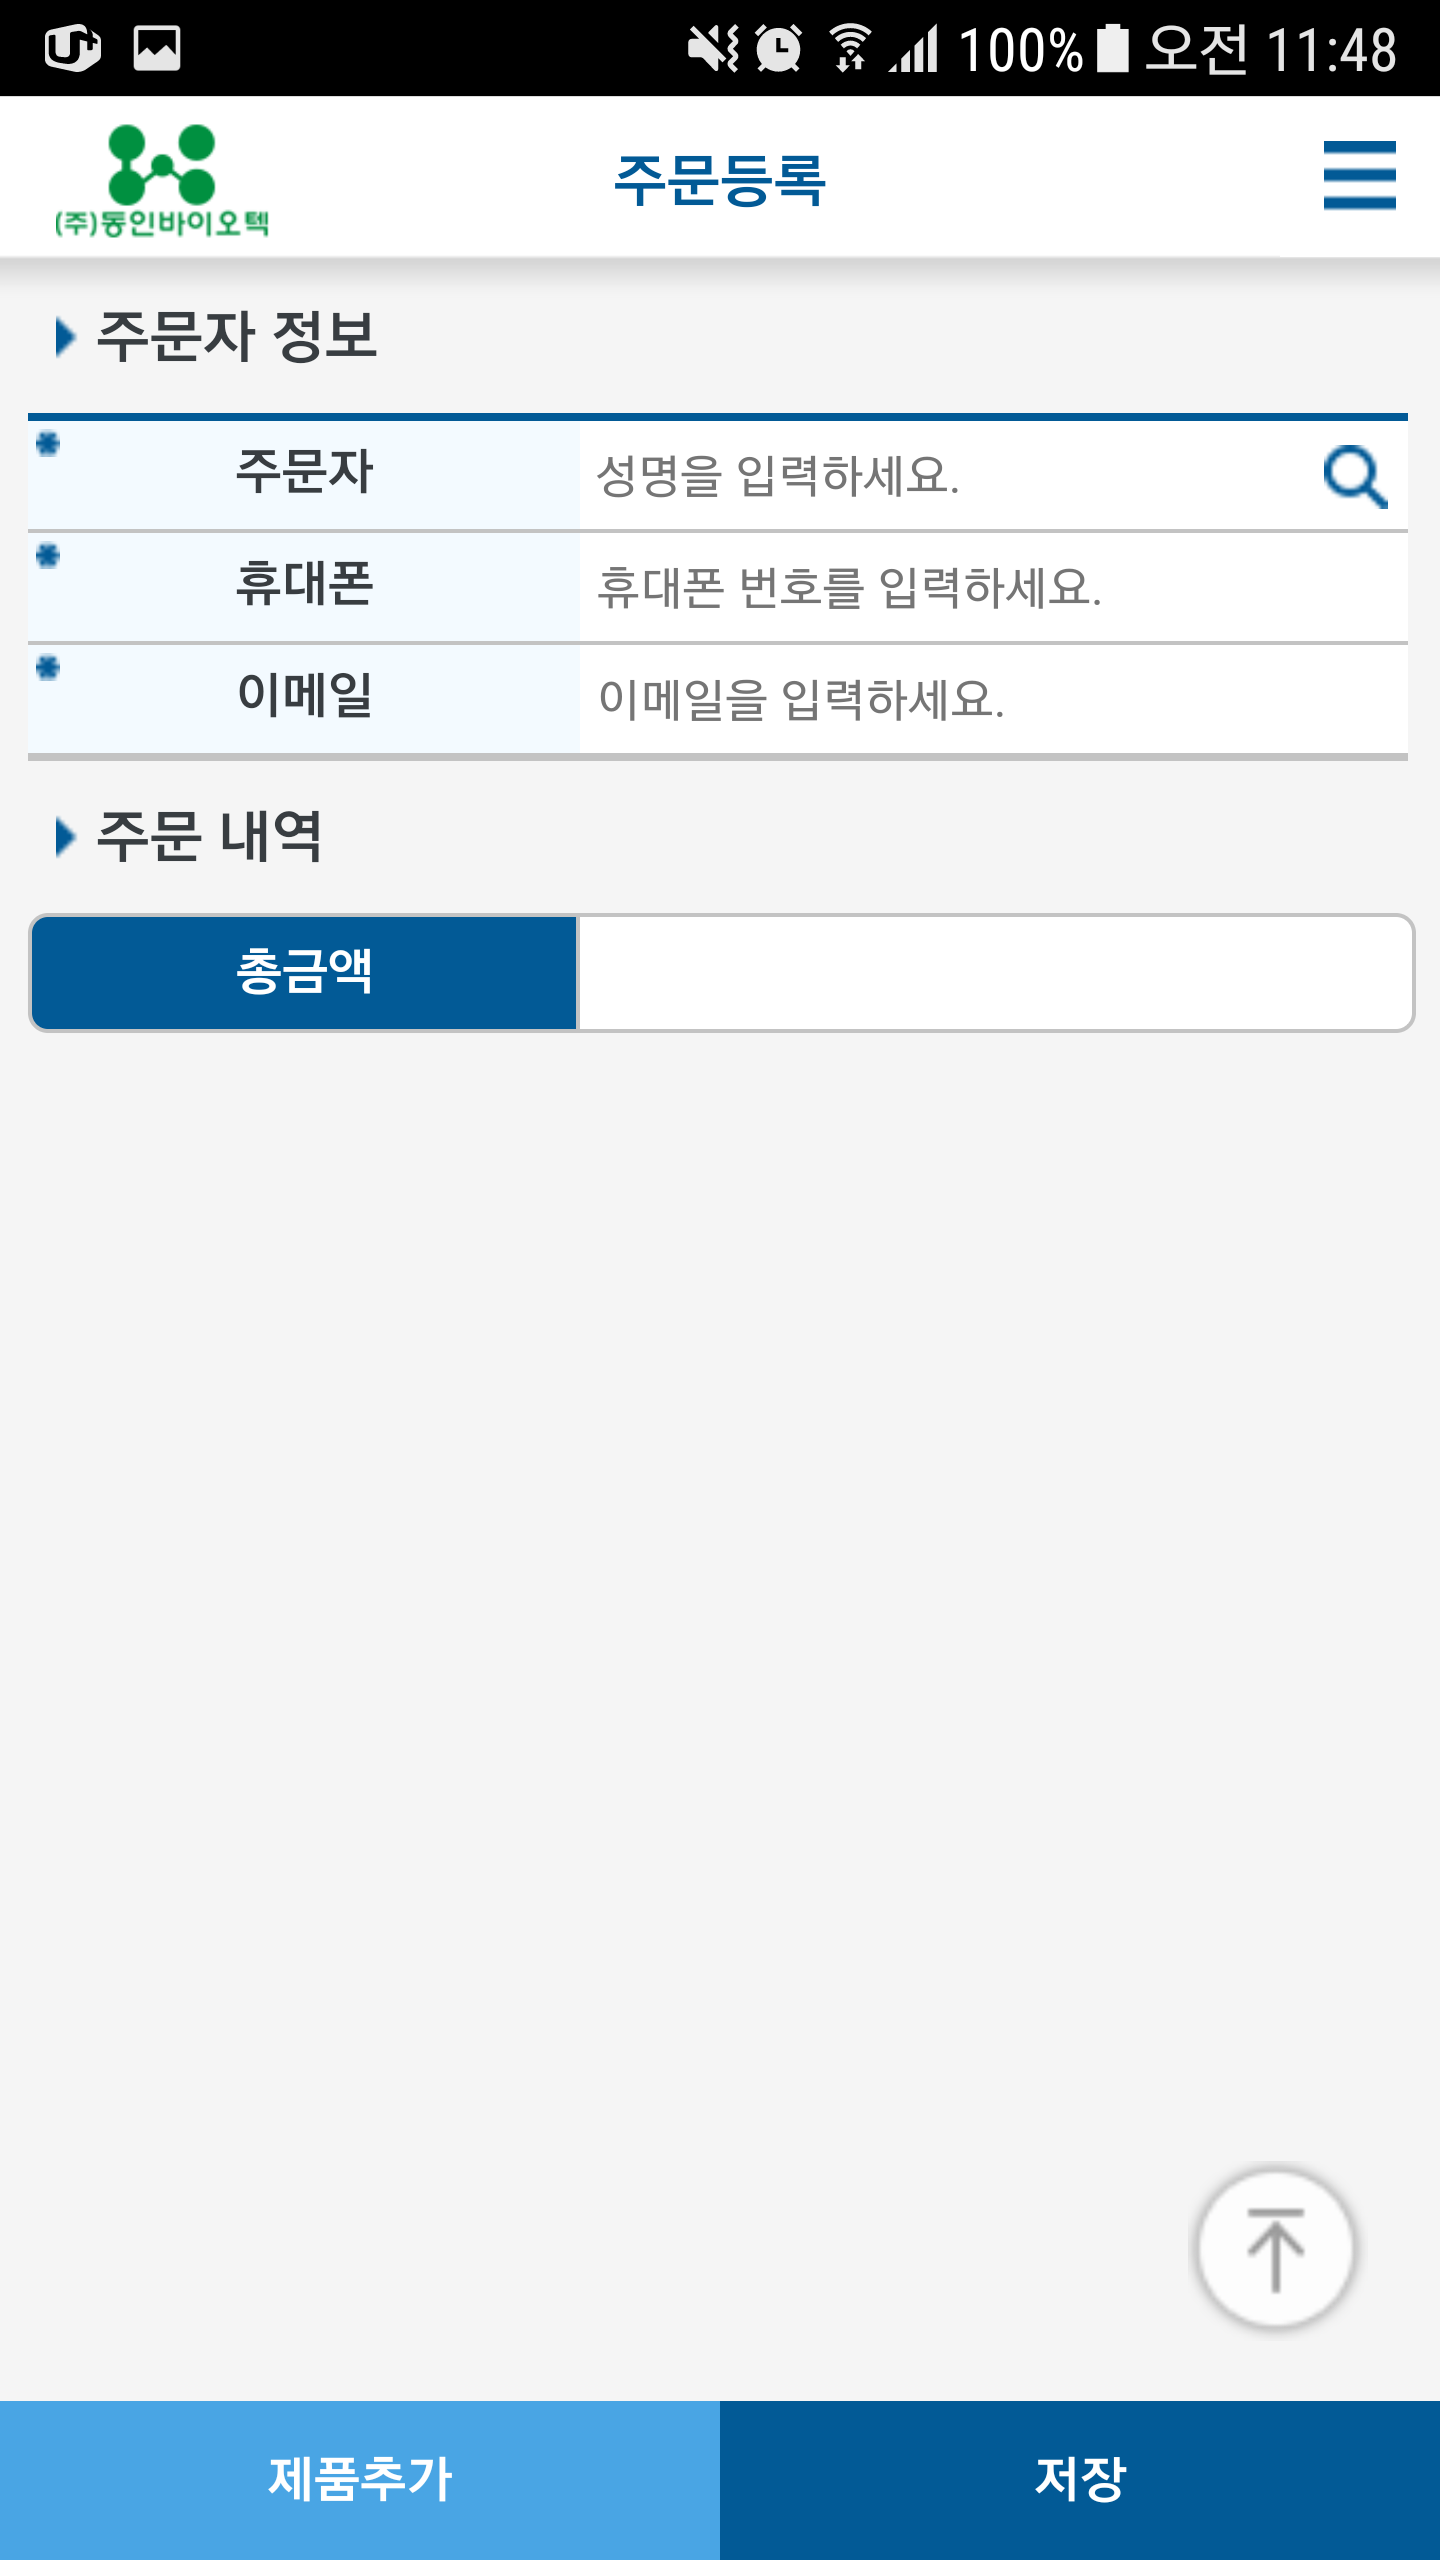 100% 오전 11:48
(주)동인바이오텍
주문등록
주문자 정보
주문자 성명을 입력하세요.
휴대폰 휴대폰 번호를 입력하세요.
이메일 이메일을 입력하세요.
주문 내역
총금액
제품추가 저장